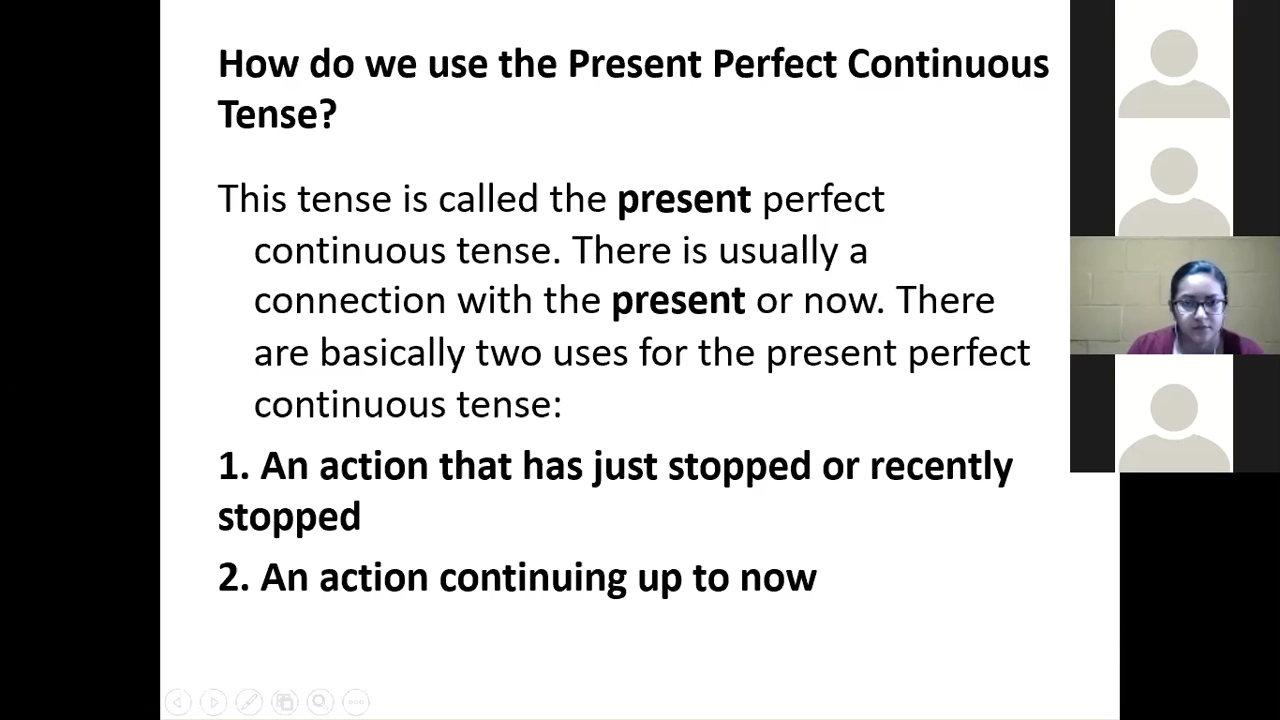 How do we use the Present Perfect Continuous
Tense?
This tense is called the present perfect
continuous tense. There is usually a
connection with the present or now. There
are basically two uses for the present perfect
continuous tense:
1. An action that has just stopped or recently
stopped
2. An action continuing up to now